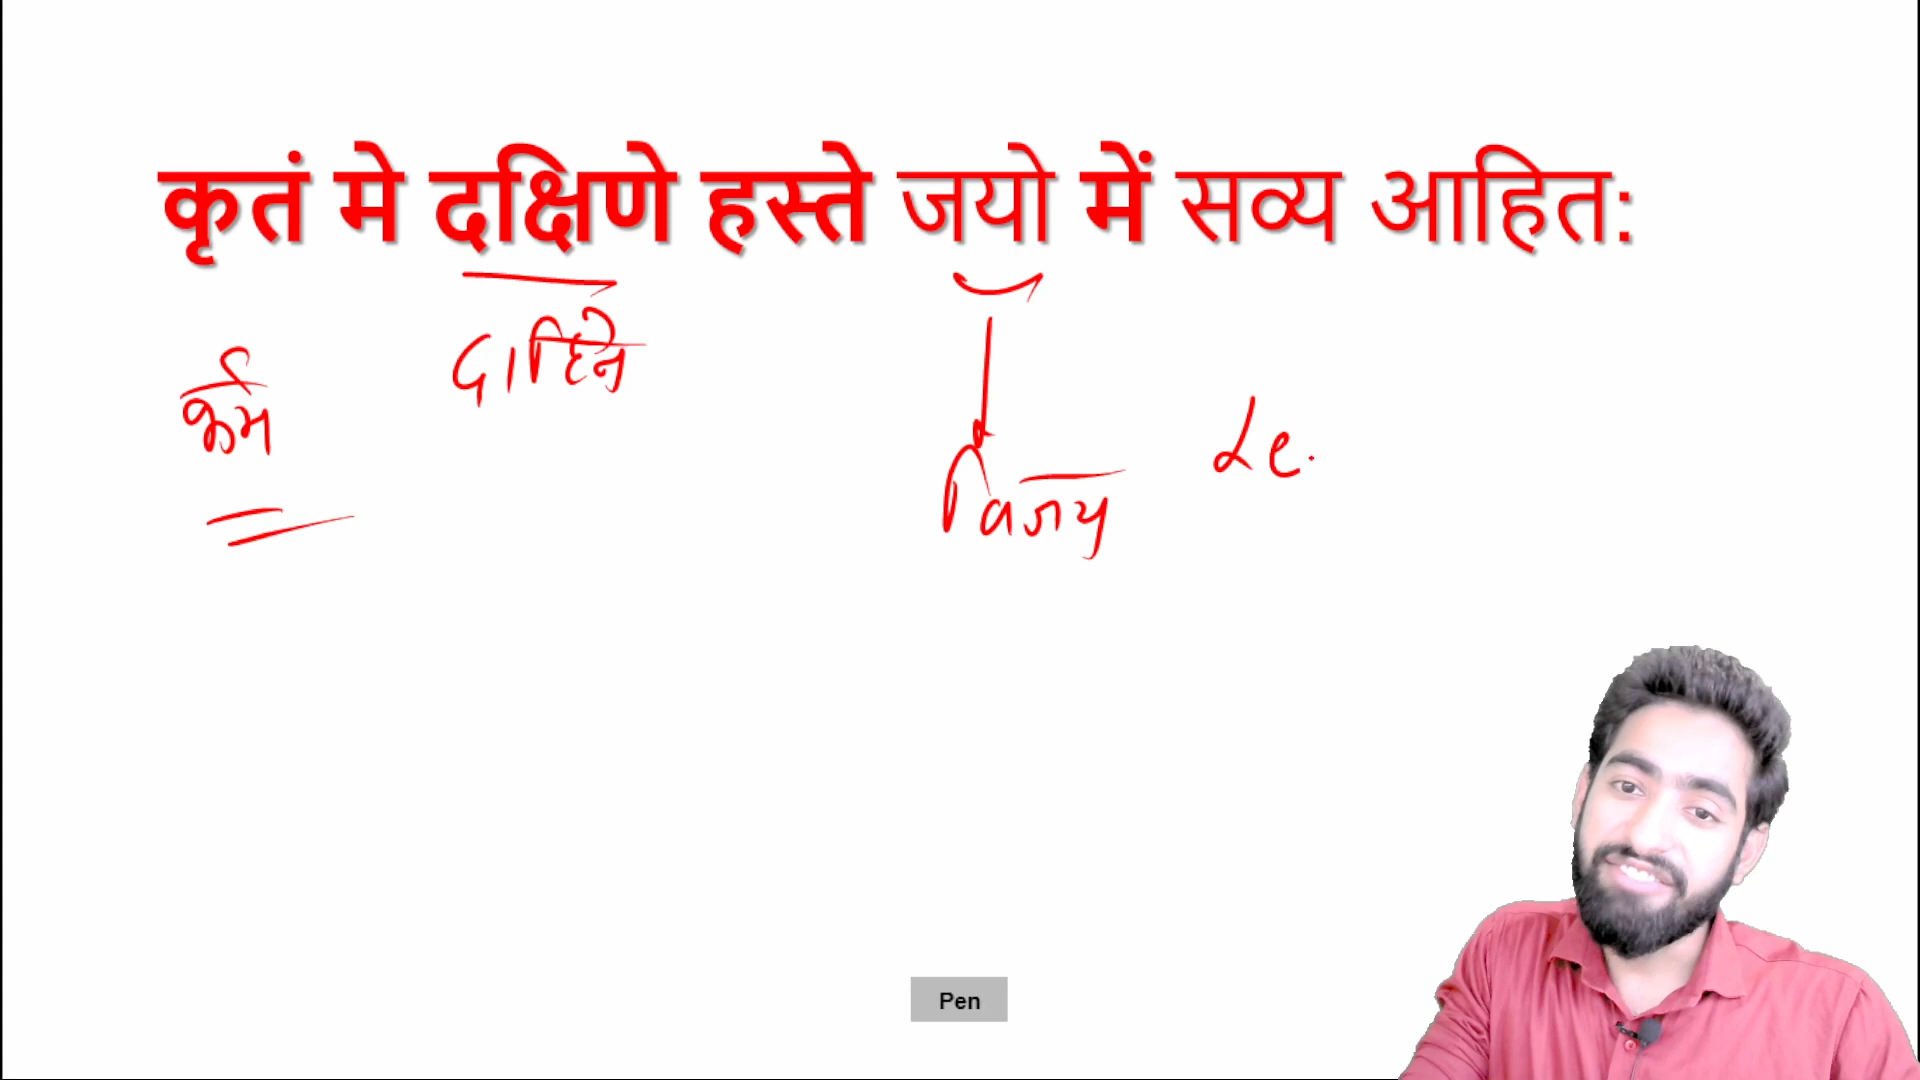 कृतं मे दक्षिणे हस्ते जयो में सव्य आहित:
दाहिने
कर्म
विजय
Le.
Pen